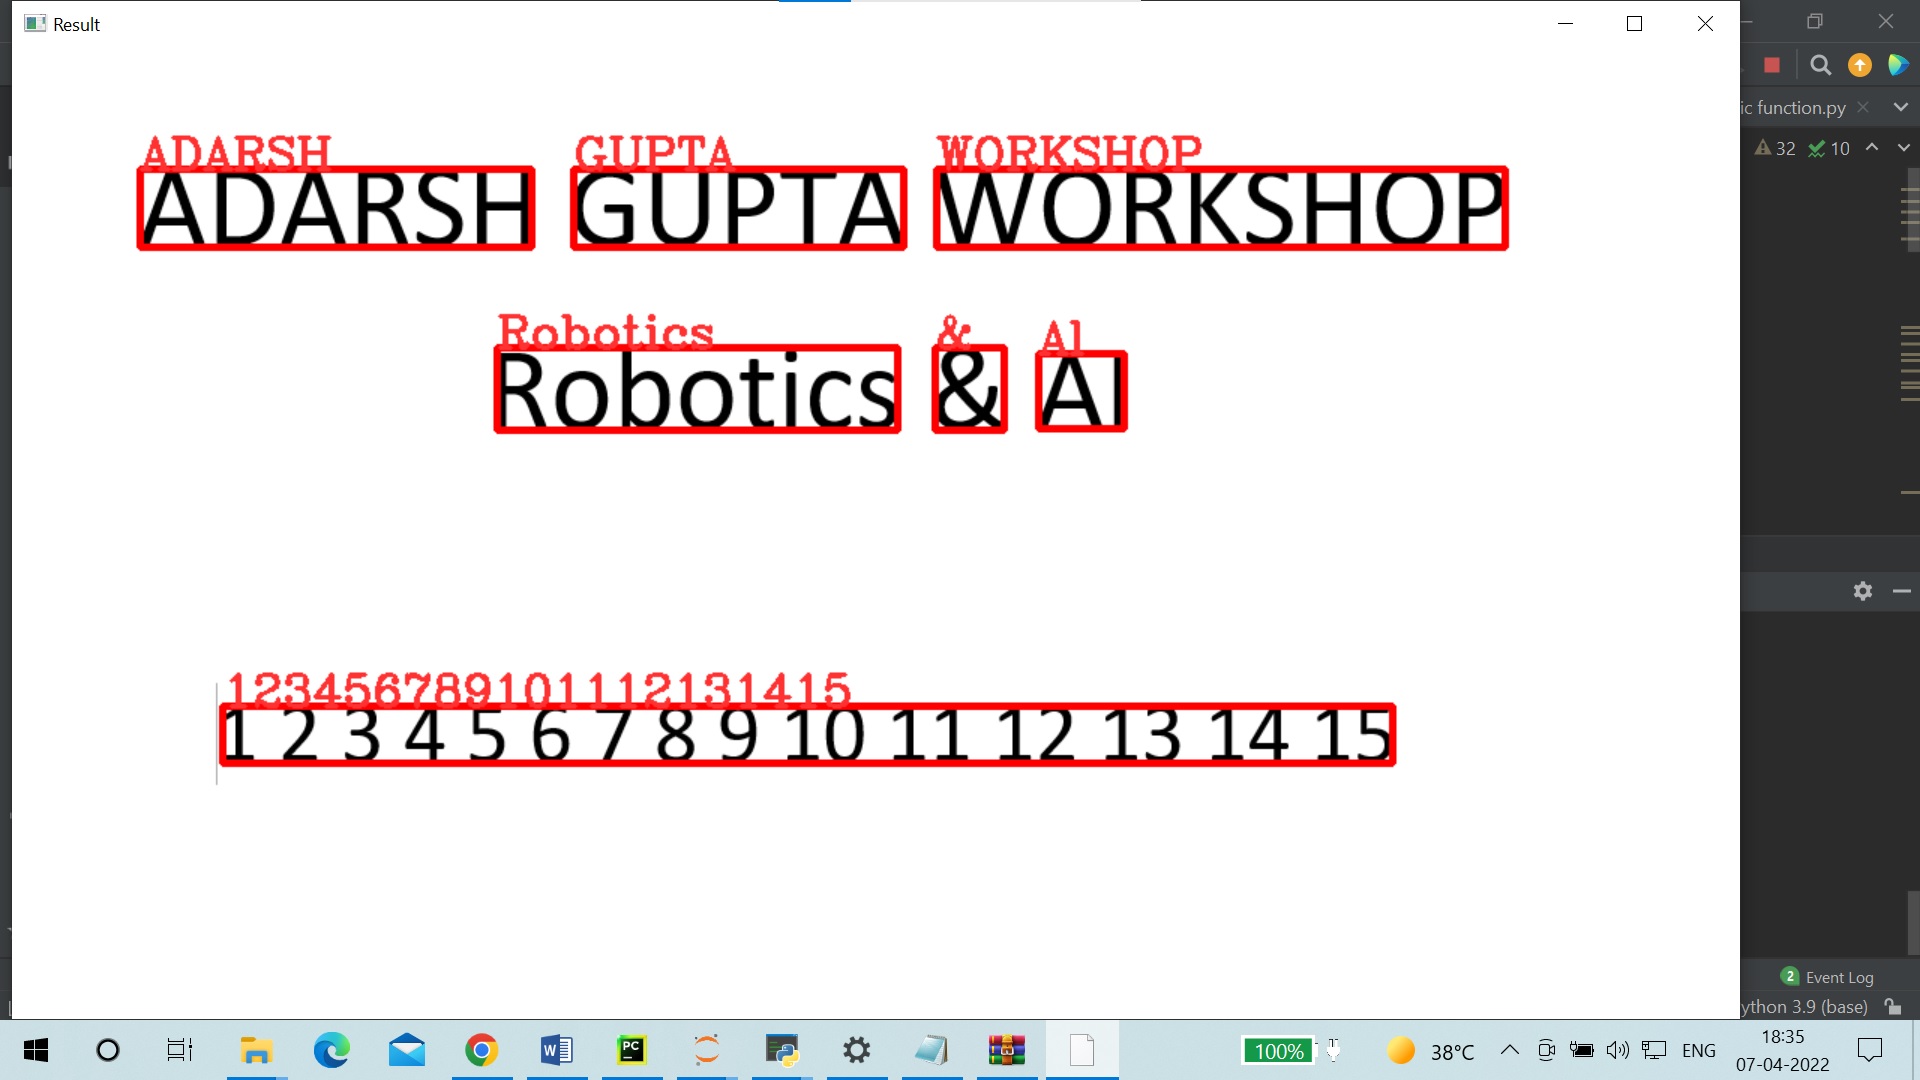 Result
ic function.py
32 10
ADARSH GUPTA WORKSHOP
ADARSH GUPTA WORKSHOP
Robotics & Al
Robotics & AI
123456789101112131415
1 2 3 4 5 6 7 8 9 10 11 12 13 14 15
2 Event Log
ython 3.9 (base)
PC
100% 38°C ENG 18:35
07-04-2022